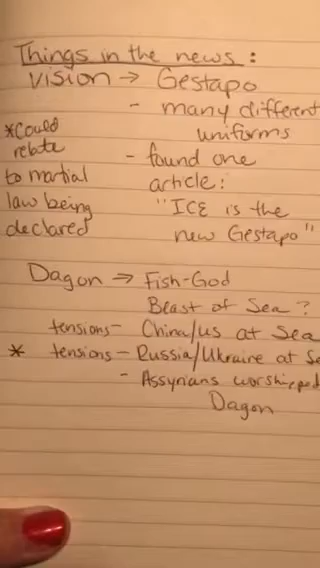 Things in the news:
vision → Gestapo
- many different
uniforms
*could
relate
to martial
law being
declared
- found one
article:
"ICE is the
new Gestapo"
Dagon → Fish-God
Beast of Sea?
tensions - China/us at Sea
* tensions - Russia/Ukraine at Se
- Assyrians worshipped
Dagon